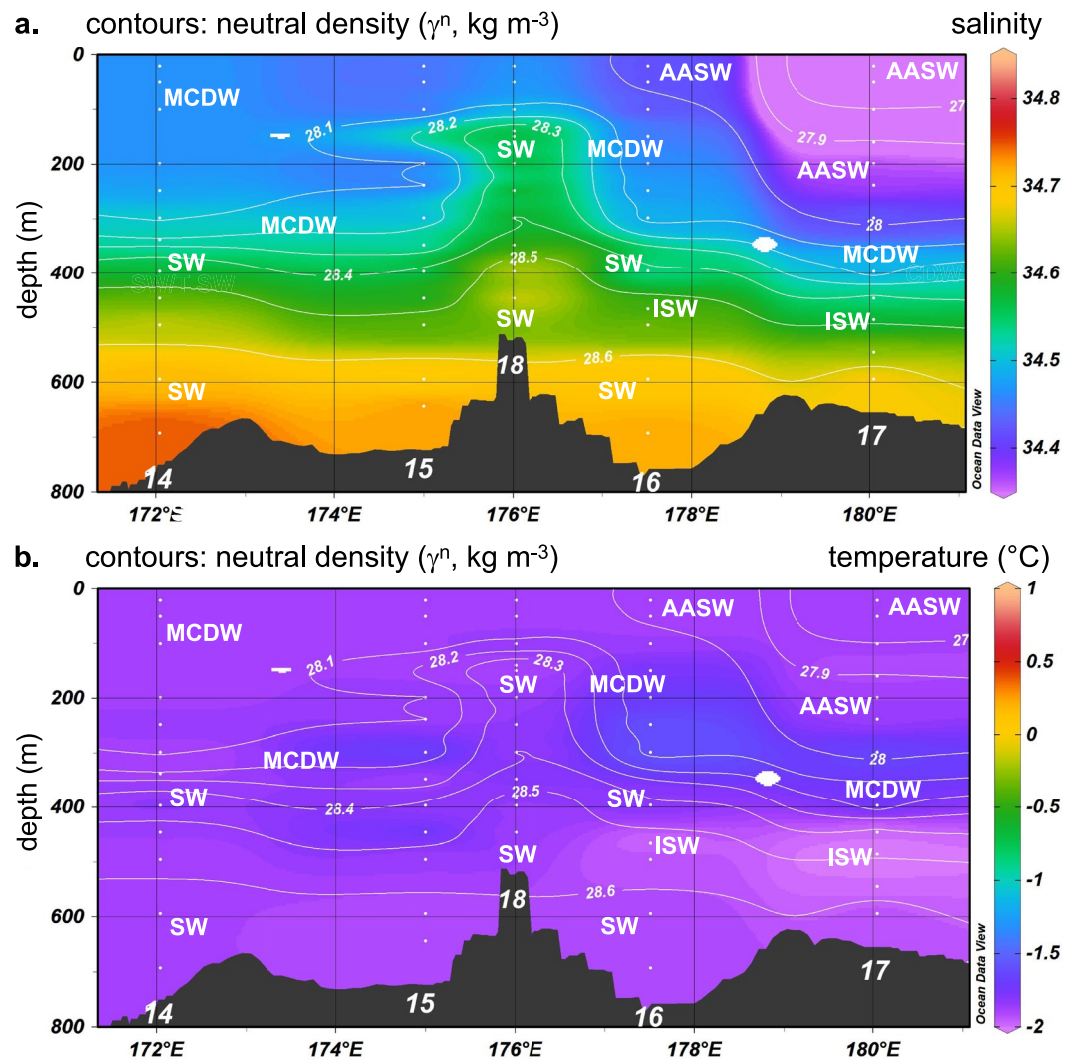 a. contours: neutral density (γⁿ, kg m⁻³) salinity
0
AASW AASW
MCDW
34.8
27
28.1 28.2 28.3 27.9
SW MCDW
200
AASW
34.7
MCDW 28
MCDW
SW 28.5 SW
400
28.4
34.6
SW ISW ISW
28.6
18
SW SW
600
34.5
17
34.4
14 15 16
800
172°E 174°E 176°E 178°E 180°E
depth (m)
Ocean Data View
b. contours: neutral density (γⁿ, kg m⁻³) temperature (°C)
0 1
AASW AASW
MCDW
27
0.5
28.1 28.2 28.3 27.9
SW MCDW
200
AASW
0
MCDW 28
MCDW
SW 28.5 SW
400
28.4
-0.5
SW ISW ISW
28.6
18
SW SW
600
-1
17
-1.5
14 15 16
800 -2
172°E 174°E 176°E 178°E 180°E
depth (m)
Ocean Data View